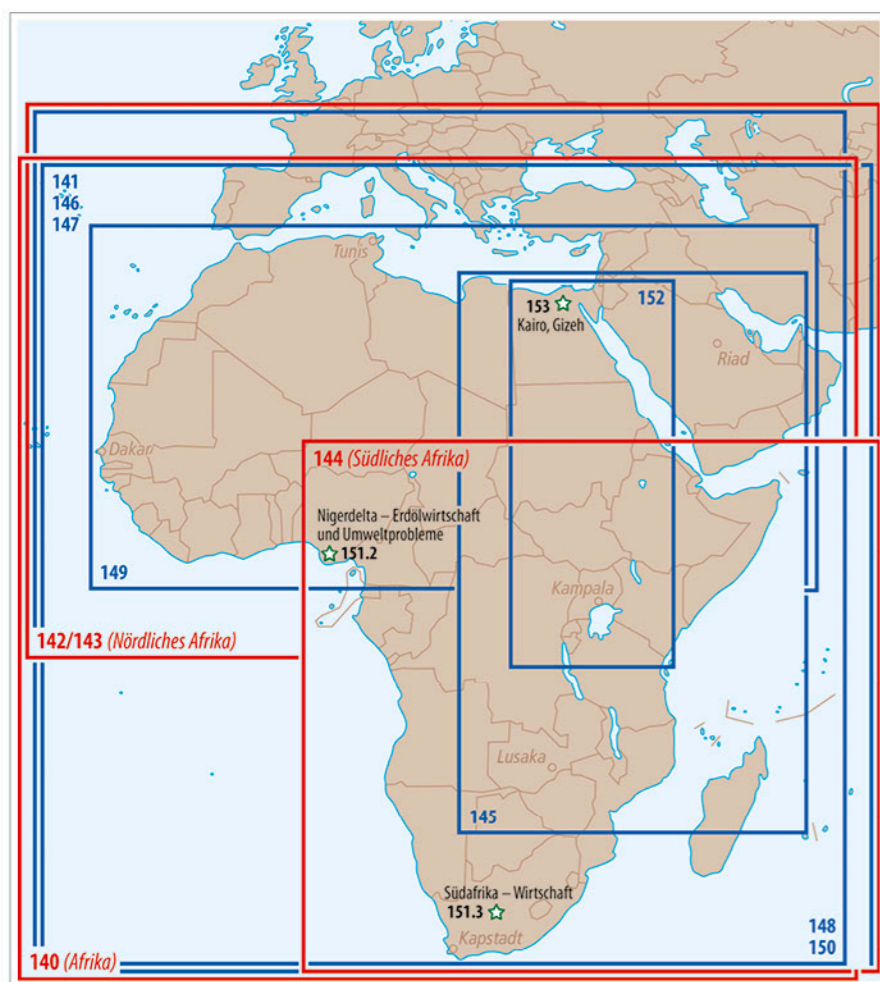 141
146
147
Tunis
153
Kairo, Gizeh
152
Riad
Dakar
144 (Südliches Afrika)
Nigerdelta – Erdölwirtschaft
und Umweltprobleme
151.2
149
Kampala
142/143 (Nördliches Afrika)
Lusaka
145
Südafrika – Wirtschaft
151.3
Kapstadt
148
150
140 (Afrika)